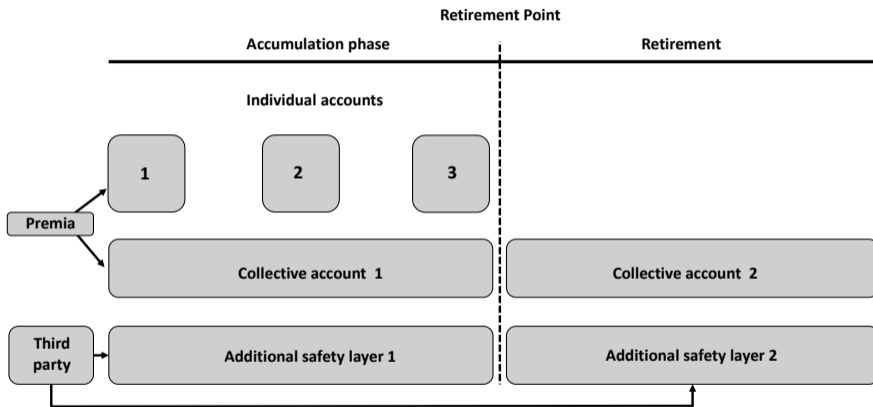 Retirement Point
Accumulation phase
Retirement
Individual accounts
1
2
3
Premia
Collective account 1
Collective account 2
Third
party
Additional safety layer 1
Additional safety layer 2